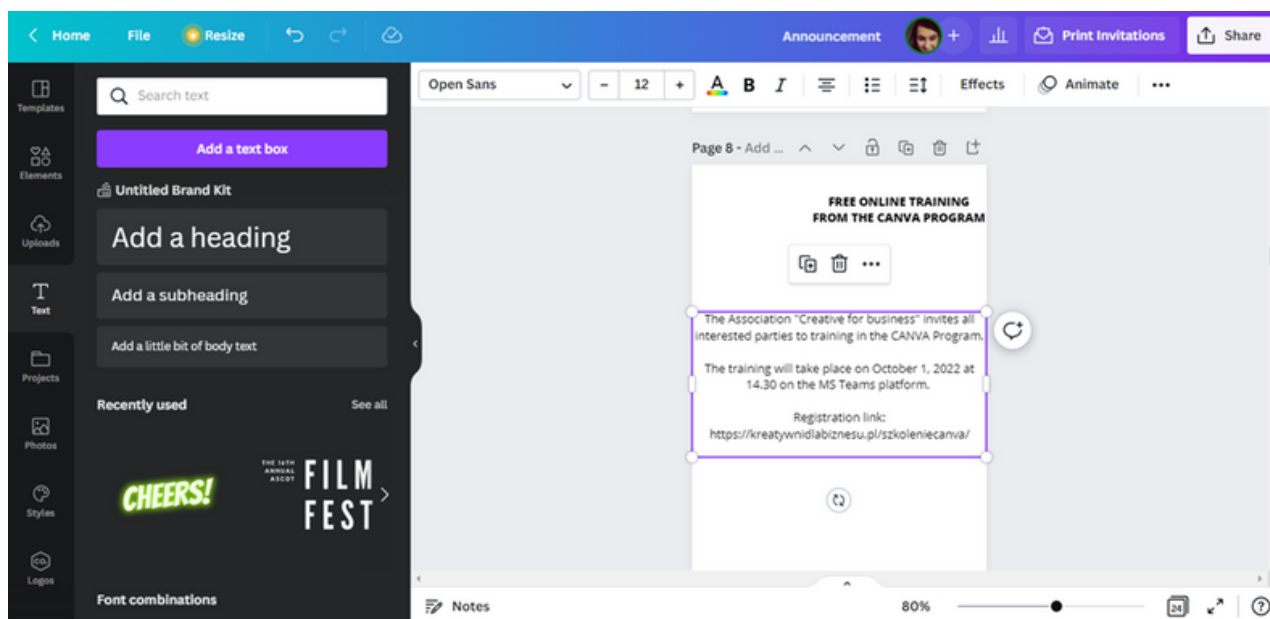 Home File Resize Announcement + Print Invitations Share
Templates
Elements
Uploads
Text
Projects
Photos
Styles
CO.
Logos
Search text
Add a text box
Untitled Brand Kit
Add a heading
Add a subheading
Add a little bit of body text
Recently used See all
CHEERS!
THE 16TH
ANNUAL
ASCOT
FILM
FEST
Font combinations
Open Sans – 12 + A B I Effects Animate •••
Page 8 - Add ...
FREE ONLINE TRAINING
FROM THE CANVA PROGRAM
The Association "Creative for business" invites all
interested parties to training in the CANVA Program.
The training will take place on October 1, 2022 at
14.30 on the MS Teams platform.
Registration link:
https://kreatywnidlabiznesu.pl/szkoleniecanva/
Notes 80% 24 ?